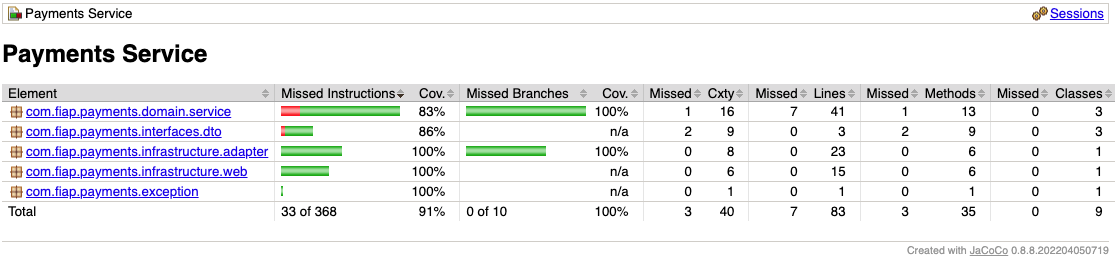 Payments Service Sessions
Payments Service
Element Missed Instructions Cov. Missed Branches Cov. Missed Cxty Missed Lines Missed Methods Missed Classes
com.fiap.payments.domain.service 83% 100% 1 16 7 41 1 13 0 3
com.fiap.payments.interfaces.dto 86% n/a 2 9 0 3 2 9 0 3
com.fiap.payments.infrastructure.adapter 100% 100% 0 8 0 23 0 6 0 1
com.fiap.payments.infrastructure.web 100% n/a 0 6 0 15 0 6 0 1
com.fiap.payments.exception 100% n/a 0 1 0 1 0 1 0 1
Total 33 of 368 91% 0 of 10 100% 3 40 7 83 3 35 0 9
Created with JaCoCo 0.8.8.202204050719